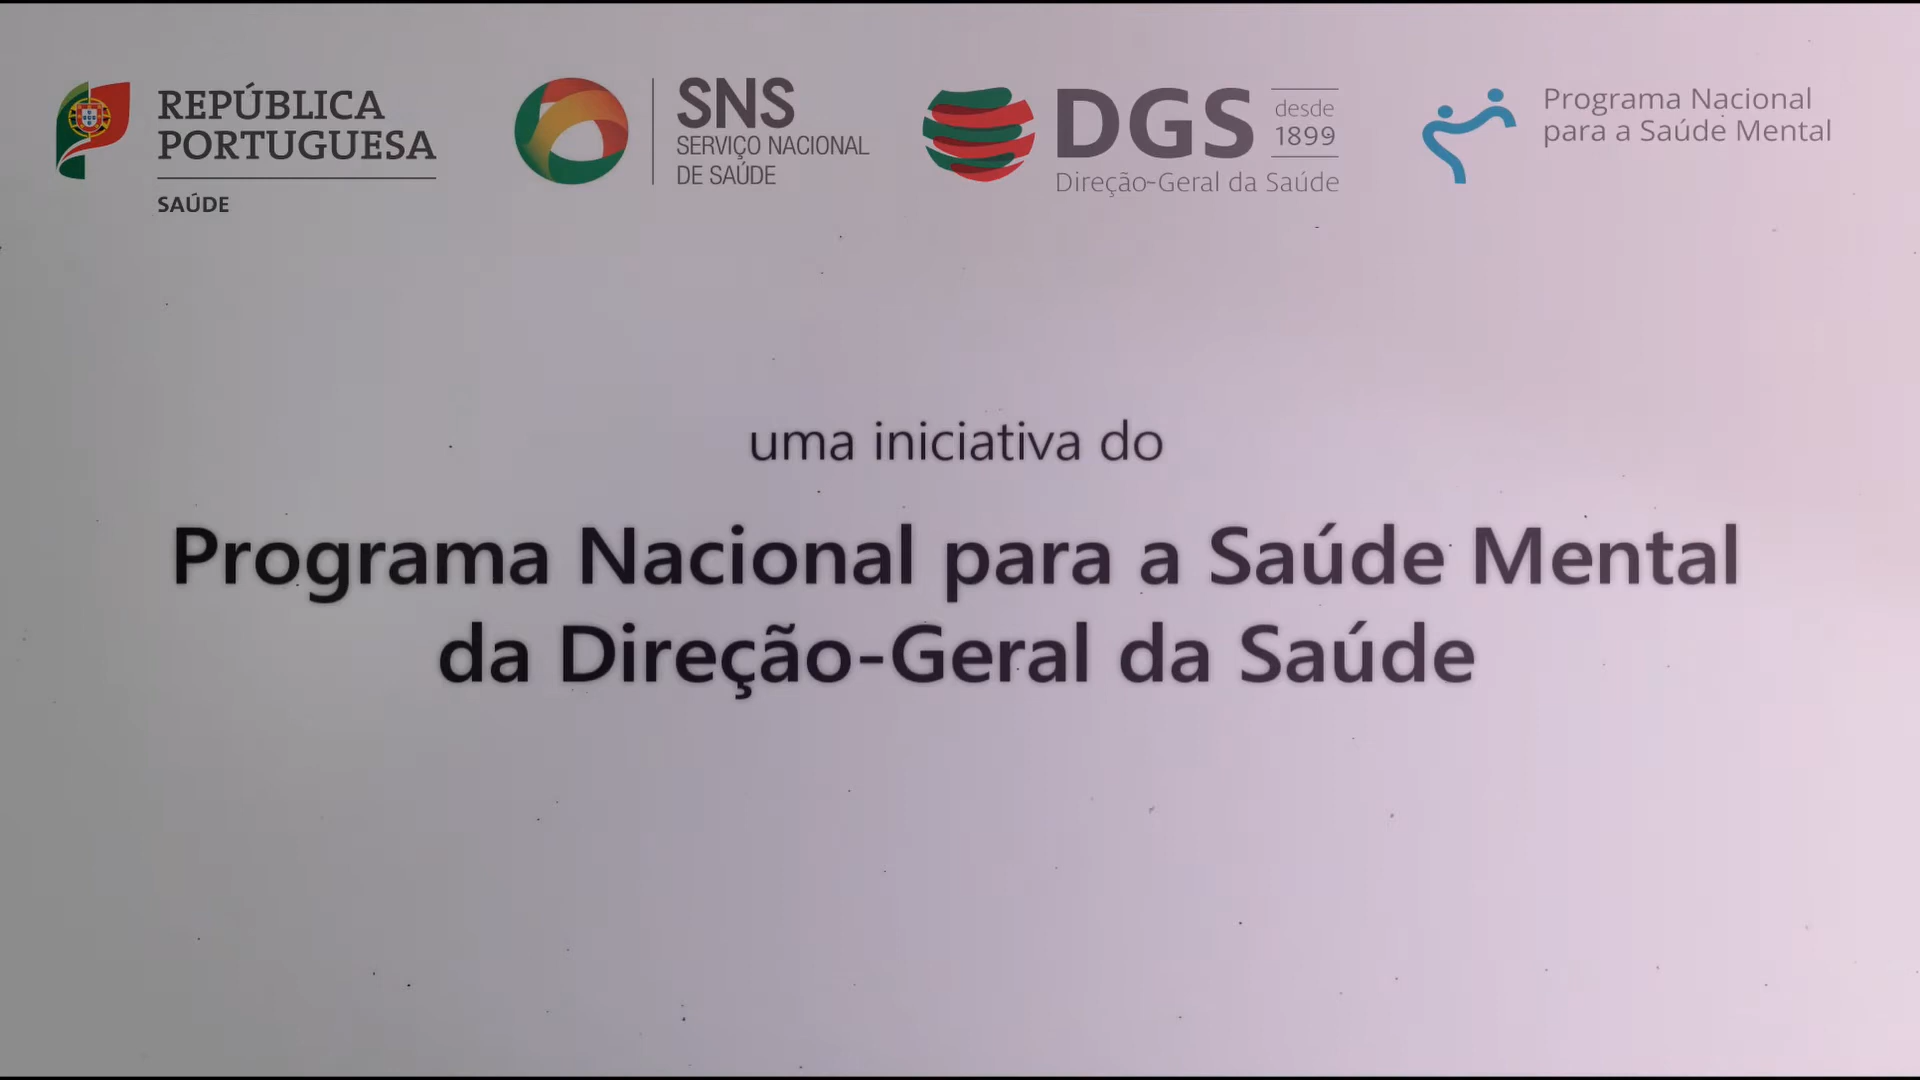 REPÚBLICA
PORTUGUESA
SAÚDE
SNS
SERVIÇO NACIONAL
DE SAÚDE
DGS
desde
1899
Direção-Geral da Saúde
Programa Nacional
para a Saúde Mental
uma iniciativa do
Programa Nacional para a Saúde Mental
da Direção-Geral da Saúde